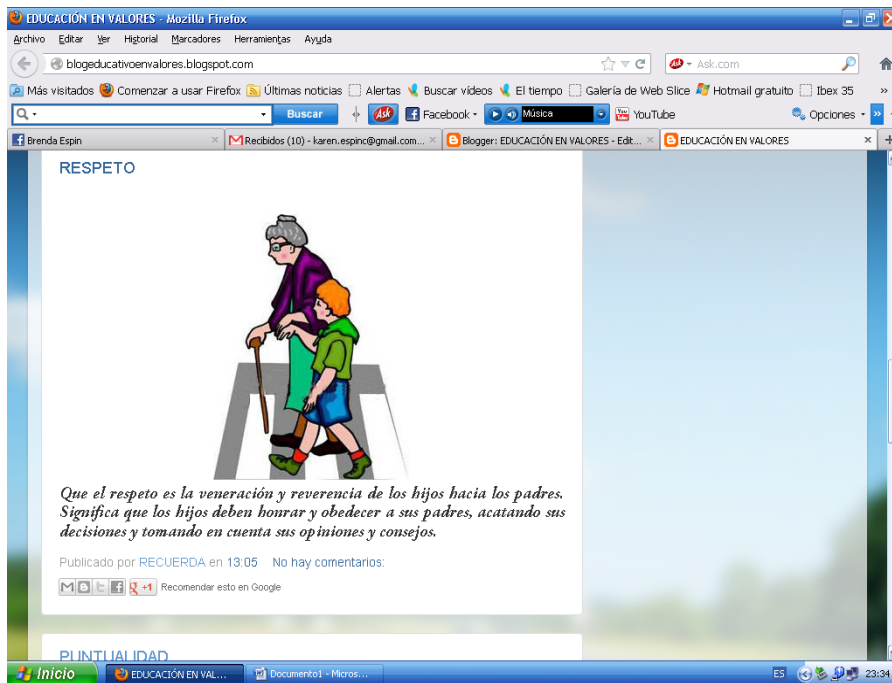 EDUCACIÓN EN VALORES - Mozilla Firefox
Archivo Editar Ver Historial Marcadores Herramientas Ayuda
blogeducativoenvalores.blogspot.com Ask - Ask.com
Más visitados Comenzar a usar Firefox Últimas noticias Alertas Buscar vídeos El tiempo Galería de Web Slice Hotmail gratuito Ibex 35 »
Buscar Ask Facebook Música YouTube Opciones »
Brenda Espin × Recibidos (10) - karen.espinc@gmail.com... × Blogger: EDUCACIÓN EN VALORES - Edit... × EDUCACIÓN EN VALORES × +
RESPETO
Que el respeto es la veneración y reverencia de los hijos hacia los padres.
Significa que los hijos deben honrar y obedecer a sus padres, acatando sus
decisiones y tomando en cuenta sus opiniones y consejos.
Publicado por RECUERDA en 13:05 No hay comentarios:
+1 Recomendar esto en Google
PUNTUALIDAD
Inicio EDUCACIÓN EN VAL... Documento1 - Micros... ES 23:34